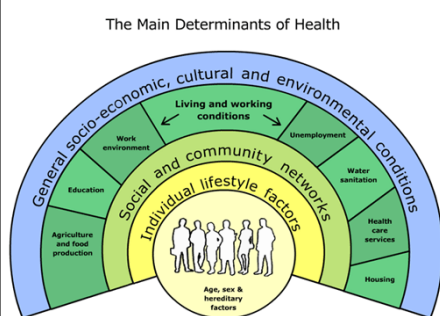 The Main Determinants of Health
General socio-economic, cultural and environmental conditions
Living and working
conditions
Work
environment
Unemployment
Education
Water
sanitation
Agriculture
and food
production
Health
care
services
Housing
Social and community networks
Individual lifestyle factors
Age, sex &
hereditary
factors